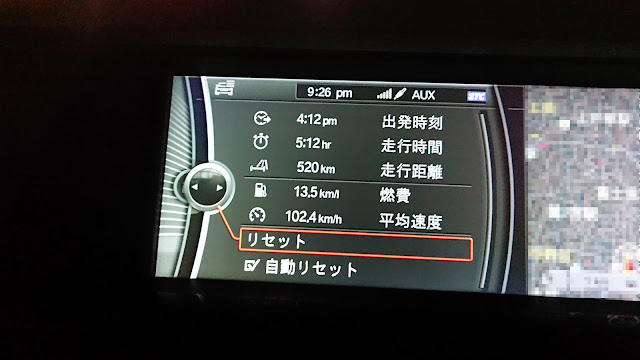 9:26 pm AUX
4:12 pm 出発時刻
5:12 hr 走行時間
520 km 走行距離
13.5 km/l 燃費
102.4 km/h 平均速度
リセット
自動リセット